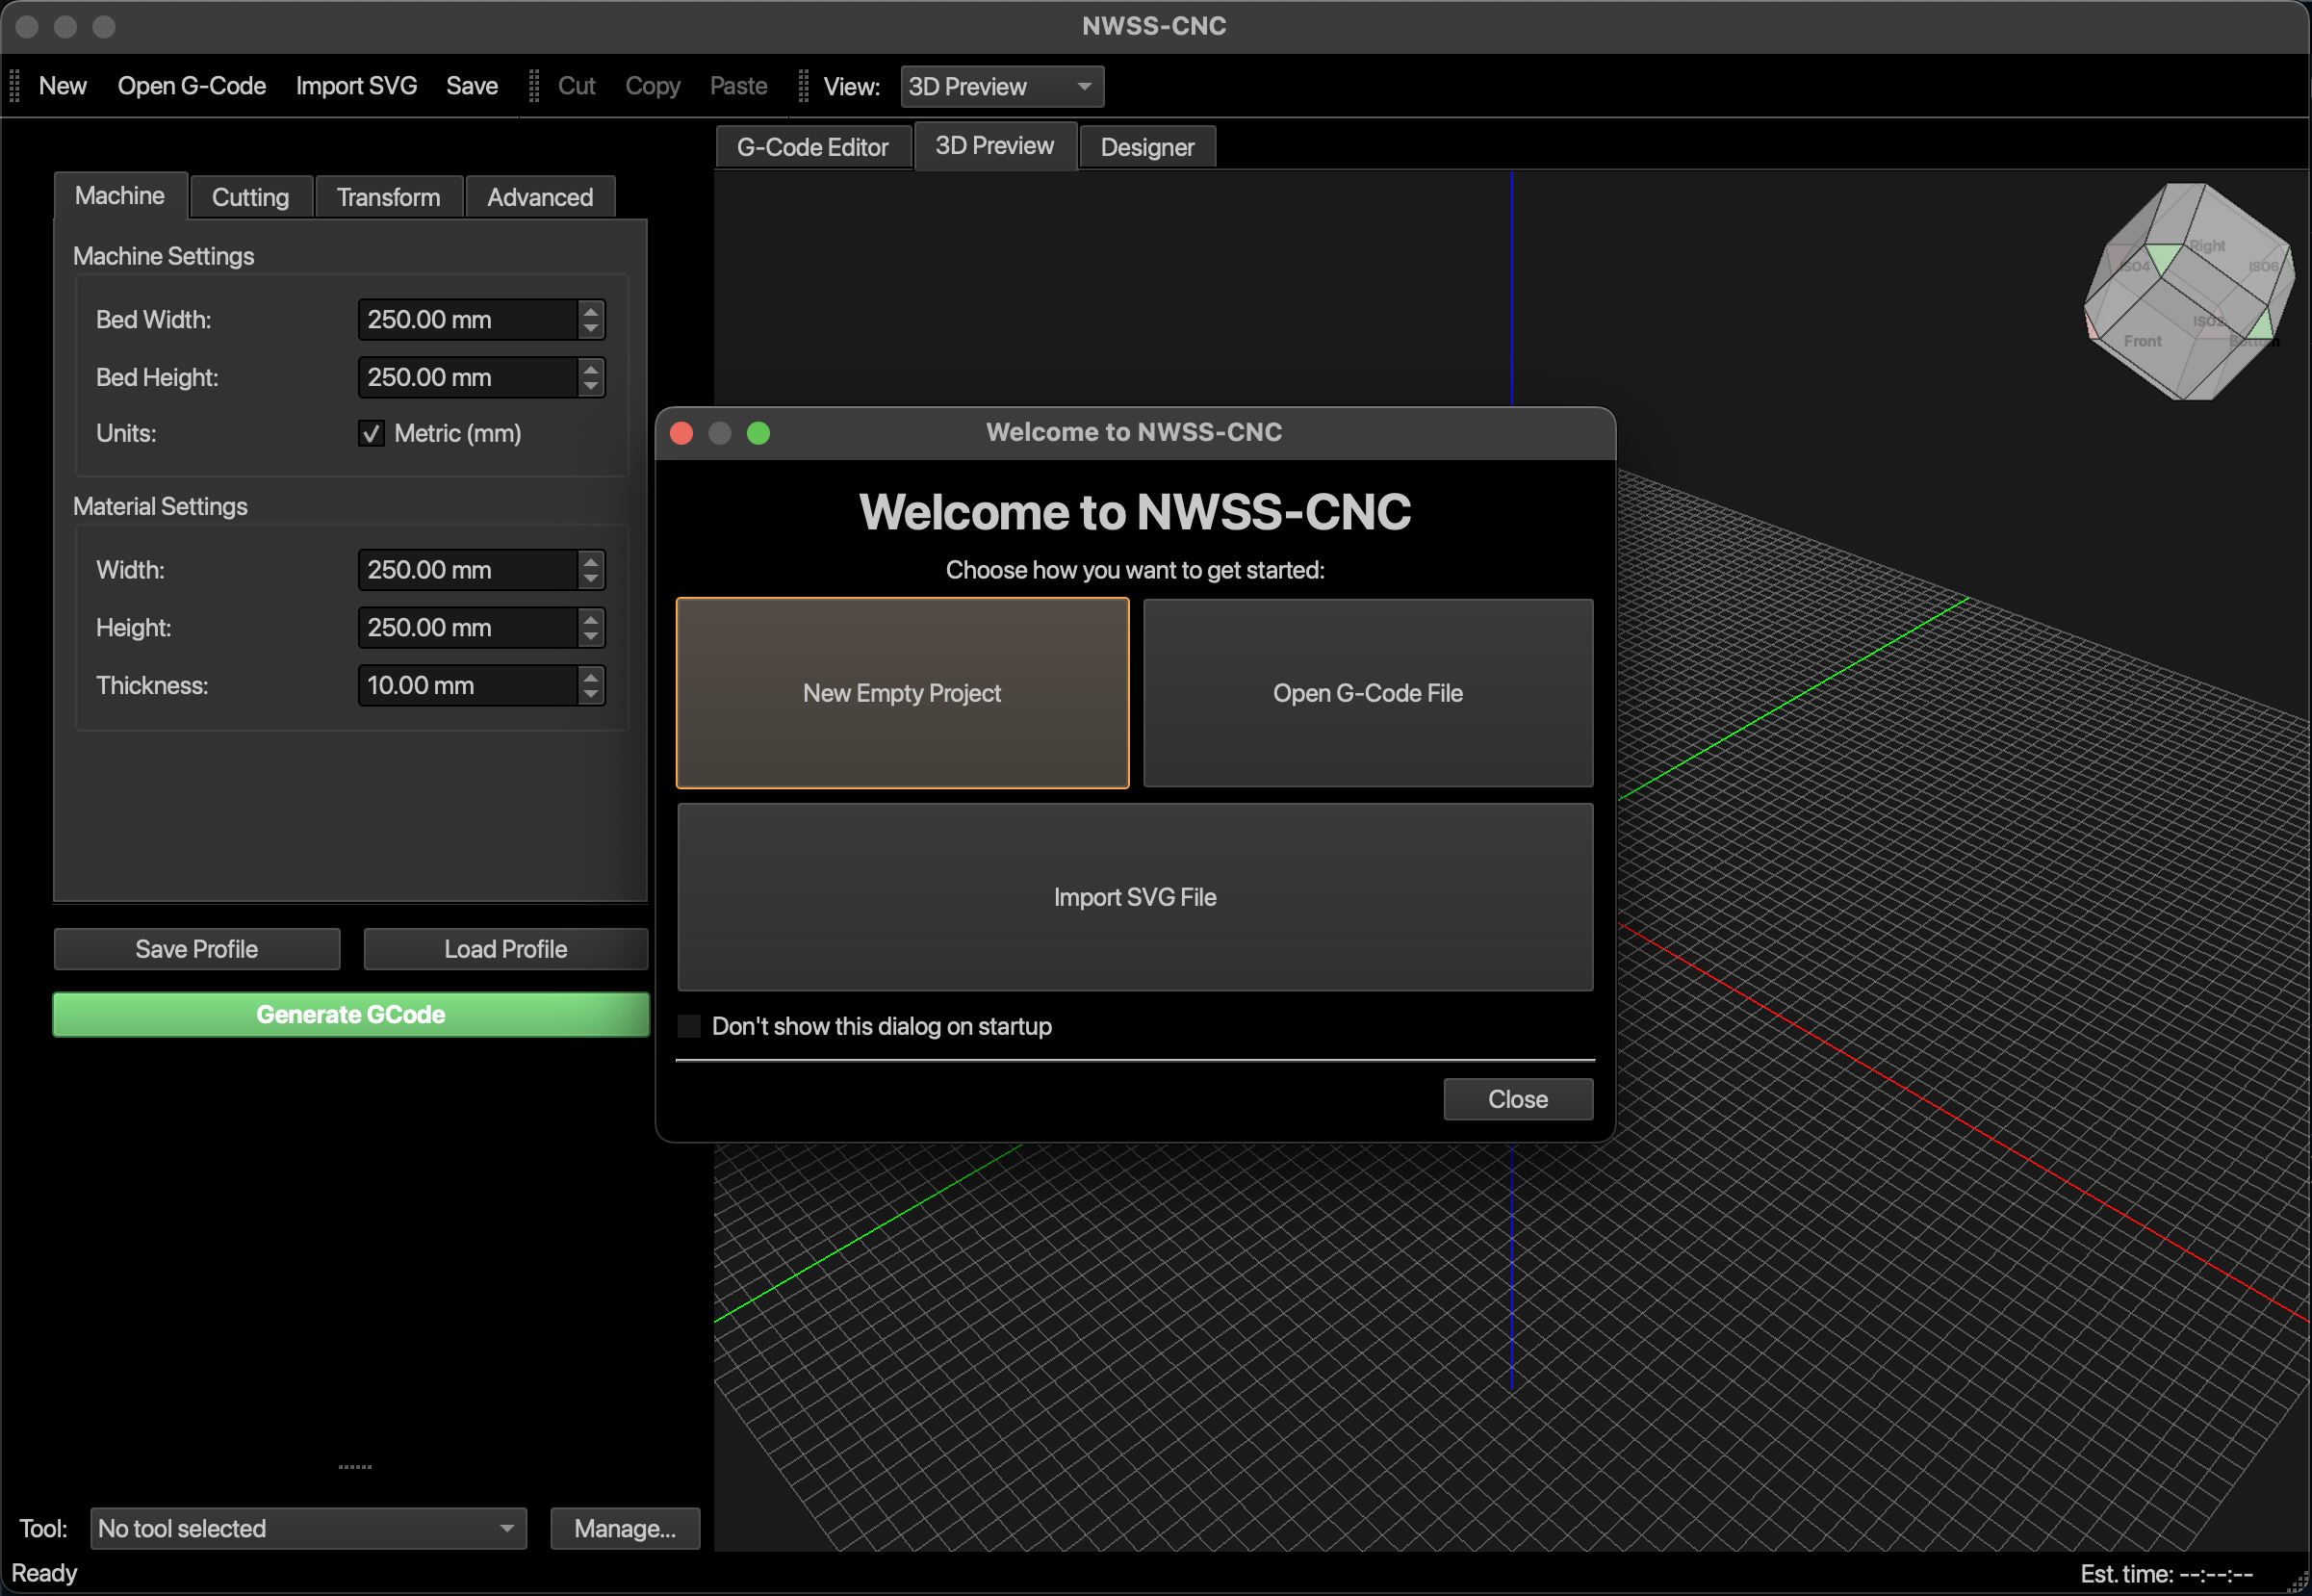 NWSS-CNC
New Open G-Code Import SVG Save Cut Copy Paste View: 3D Preview
G-Code Editor 3D Preview Designer
Machine Cutting Transform Advanced
Machine Settings
Bed Width: 250.00 mm
Bed Height: 250.00 mm
Units: Metric (mm)
Material Settings
Width: 250.00 mm
Height: 250.00 mm
Thickness: 10.00 mm
Save Profile Load Profile
Generate GCode
Right
ISO4 ISO6
ISO2
Front Bottom
Welcome to NWSS-CNC
Welcome to NWSS-CNC
Choose how you want to get started:
New Empty Project Open G-Code File
Import SVG File
Don't show this dialog on startup
Close
Tool: No tool selected Manage...
Ready Est. time: --:--:--